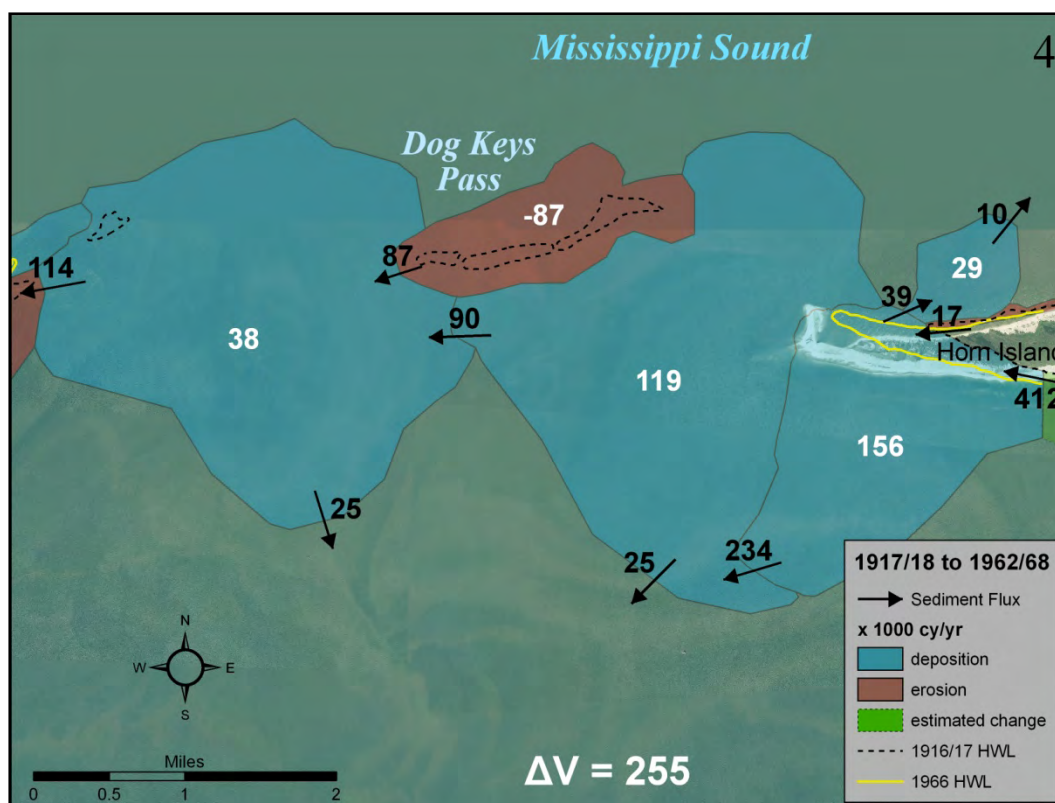 Mississippi Sound
4
Dog Keys
Pass
-87
10
29
114
87
39
17
90
38
Horn Island
119
412
156
25
25
234
1917/18 to 1962/68
Sediment Flux
x 1000 cy/yr
deposition
erosion
estimated change
1916/17 HWL
1966 HWL
N
W
E
S
Miles
0 0.5 1 2
ΔV = 255